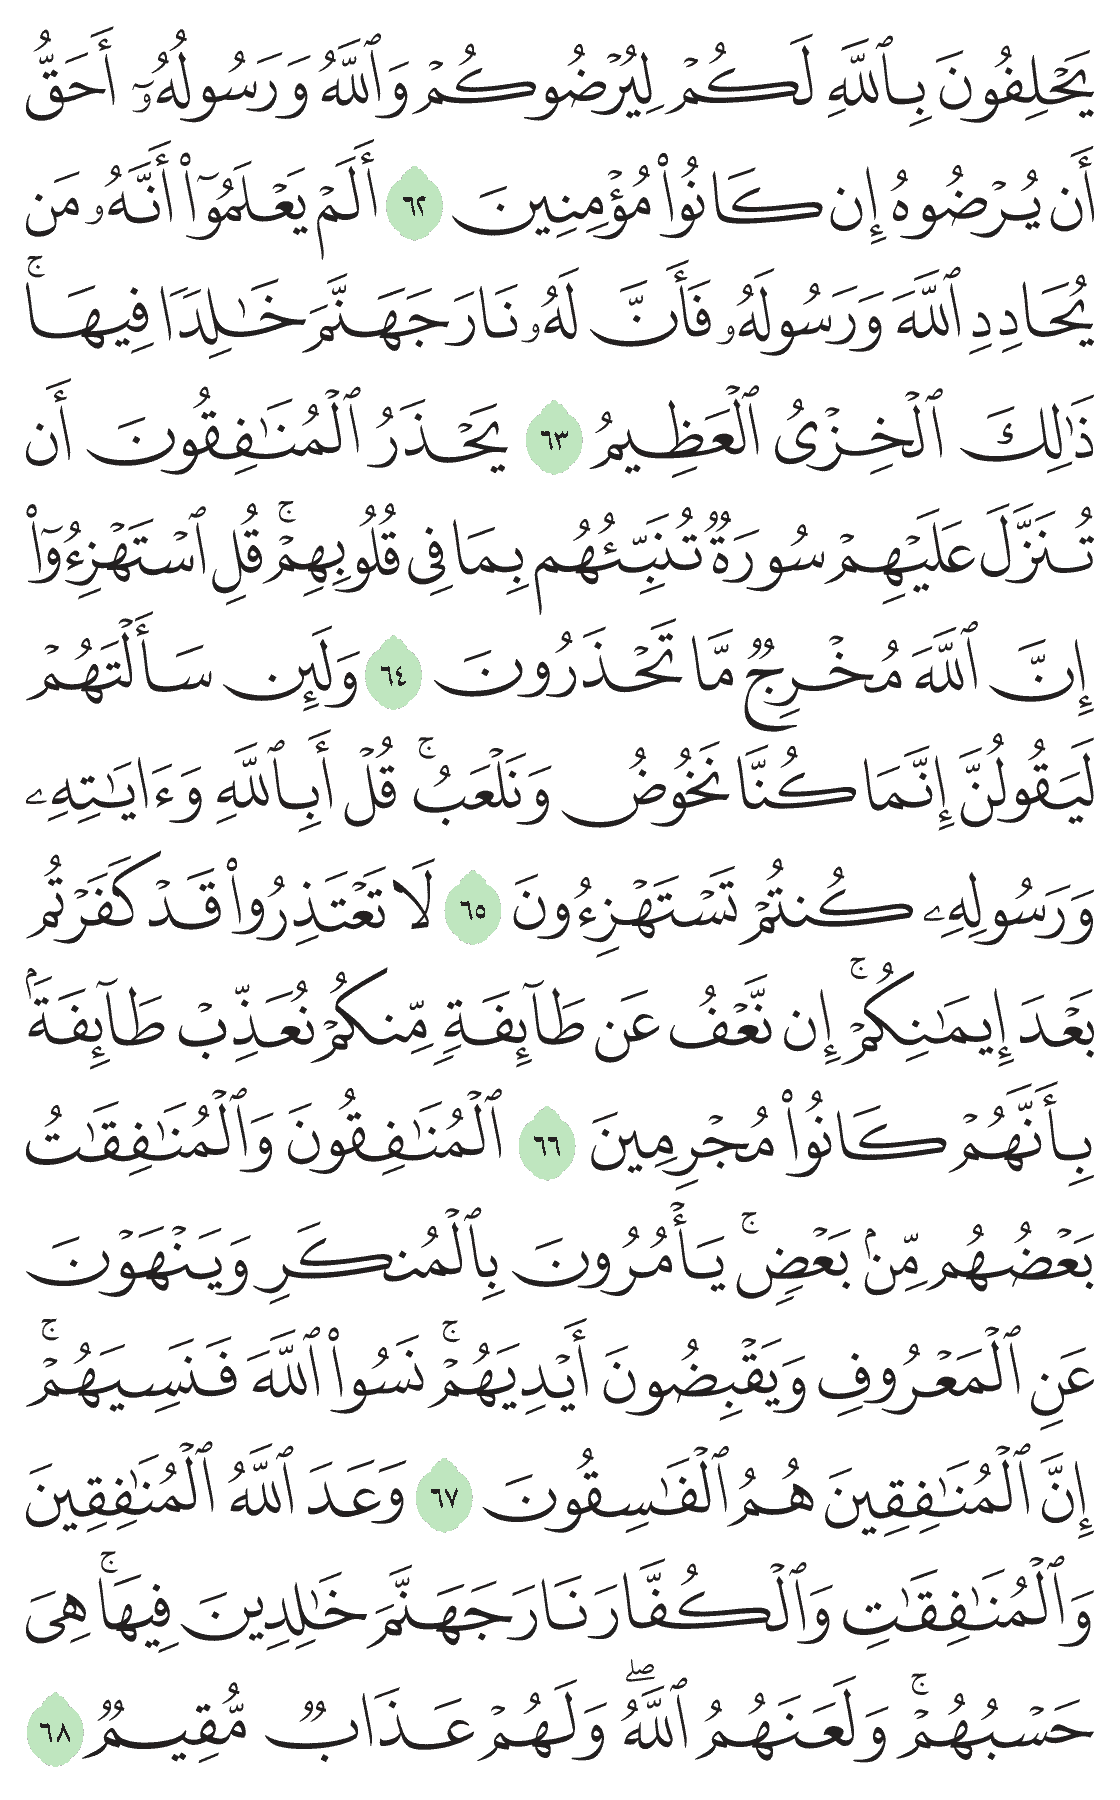 يَحۡلِفُونَ بِٱللَّهِ لَكُمۡ لِيُرۡضُوكُمۡ وَٱللَّهُ وَرَسُولُهُۥٓ أَحَقُّ
أَن يُرۡضُوهُ إِن كَانُواْ مُؤۡمِنِينَ ٦٢ أَلَمۡ يَعۡلَمُوٓاْ أَنَّهُۥ مَن
يُحَادِدِ ٱللَّهَ وَرَسُولَهُۥ فَأَنَّ لَهُۥ نَارَ جَهَنَّمَ خَٰلِدٗا فِيهَاۚ
ذَٰلِكَ ٱلۡخِزۡيُ ٱلۡعَظِيمُ ٦٣ يَحۡذَرُ ٱلۡمُنَٰفِقُونَ أَن
تُنَزَّلَ عَلَيۡهِمۡ سُورَةٞ تُنَبِّئُهُم بِمَا فِي قُلُوبِهِمۡۚ قُلِ ٱسۡتَهۡزِءُوٓاْ
إِنَّ ٱللَّهَ مُخۡرِجٞ مَّا تَحۡذَرُونَ ٦٤ وَلَئِن سَأَلۡتَهُمۡ
لَيَقُولُنَّ إِنَّمَا كُنَّا نَخُوضُ وَنَلۡعَبُۚ قُلۡ أَبِٱللَّهِ وَءَايَٰتِهِۦ
وَرَسُولِهِۦ كُنتُمۡ تَسۡتَهۡزِءُونَ ٦٥ لَا تَعۡتَذِرُواْ قَدۡ كَفَرۡتُم
بَعۡدَ إِيمَٰنِكُمۡۚ إِن نَّعۡفُ عَن طَآئِفَةٖ مِّنكُمۡ نُعَذِّبۡ طَآئِفَةَۢ
بِأَنَّهُمۡ كَانُواْ مُجۡرِمِينَ ٦٦ ٱلۡمُنَٰفِقُونَ وَٱلۡمُنَٰفِقَٰتُ
بَعۡضُهُم مِّنۢ بَعۡضٖۚ يَأۡمُرُونَ بِٱلۡمُنكَرِ وَيَنۡهَوۡنَ
عَنِ ٱلۡمَعۡرُوفِ وَيَقۡبِضُونَ أَيۡدِيَهُمۡۚ نَسُواْ ٱللَّهَ فَنَسِيَهُمۡۚ
إِنَّ ٱلۡمُنَٰفِقِينَ هُمُ ٱلۡفَٰسِقُونَ ٦٧ وَعَدَ ٱللَّهُ ٱلۡمُنَٰفِقِينَ
وَٱلۡمُنَٰفِقَٰتِ وَٱلۡكُفَّارَ نَارَ جَهَنَّمَ خَٰلِدِينَ فِيهَاۚ هِيَ
حَسۡبُهُمۡۚ وَلَعَنَهُمُ ٱللَّهُۖ وَلَهُمۡ عَذَابٞ مُّقِيمٞ ٦٨